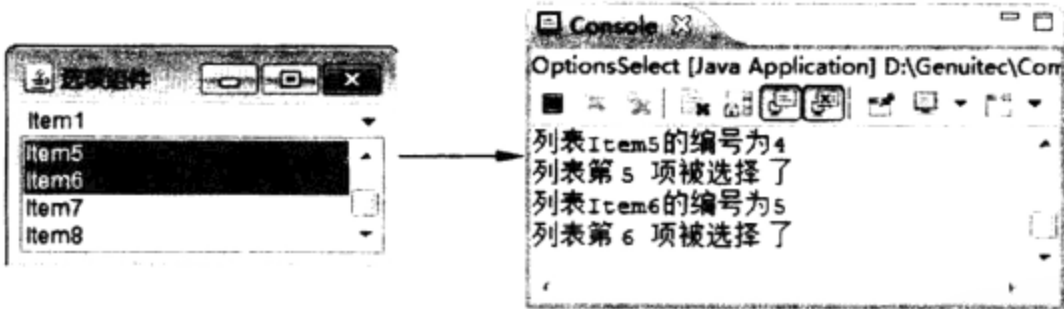 选项组件
Item1
Item5
Item6
Item7
Item8
Console
OptionsSelect [Java Application] D:\Genuitec\Com
列表Item5的编号为4
列表第 5 项被选择了
列表Item6的编号为5
列表第 6 项被选择了